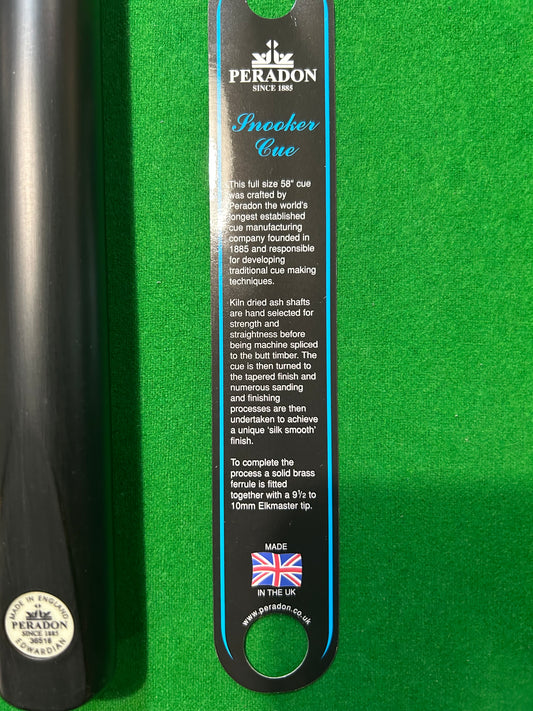 PERADON
SINCE 1885
Snooker
Cue
This full size 58" cue
was crafted by
Peradon the world's
longest established
cue manufacturing
company founded in
1885 and responsible
for developing
traditional cue making
techniques.
Kiln dried ash shafts
are hand selected for
strength and
straightness before
being machine spliced
to the butt timber. The
cue is then turned to
the tapered finish and
numerous sanding
and finishing
processes are then
undertaken to achieve
a unique 'silk smooth'
finish.
To complete the
process a solid brass
ferrule is fitted
together with a 9½ to
10mm Elkmaster tip.
MADE
IN THE UK
www.peradon.co.uk
MADE IN ENGLAND
PERADON
SINCE 1885
36518
EDWARDIAN